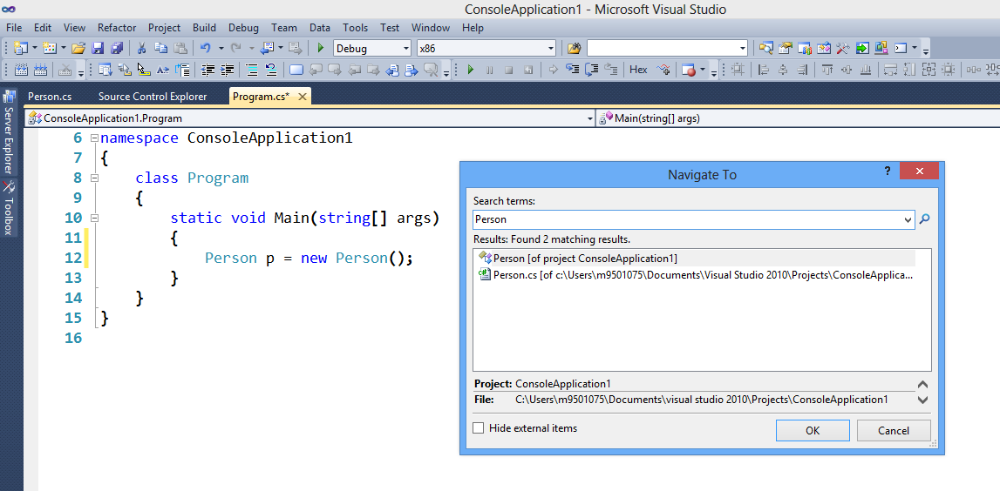 ConsoleApplication1 - Microsoft Visual Studio
File Edit View Refactor Project Build Debug Team Data Tools Test Window Help
Debug x86
Hex
Person.cs Source Control Explorer Program.cs*
ConsoleApplication1.Program Main(string[] args)
Server Explorer
Toolbox
6 namespace ConsoleApplication1
7 {
8 class Program
9 {
10 static void Main(string[] args)
11 {
12 Person p = new Person();
13 }
14 }
15 }
16
Navigate To
Search terms:
Person
Results: Found 2 matching results.
Person [of project ConsoleApplication1]
Person.cs [of c:\Users\m9501075\Documents\Visual Studio 2010\Projects\ConsoleApplica...
Project: ConsoleApplication1
File: C:\Users\m9501075\Documents\visual studio 2010\Projects\ConsoleApplication1
Hide external items
OK Cancel